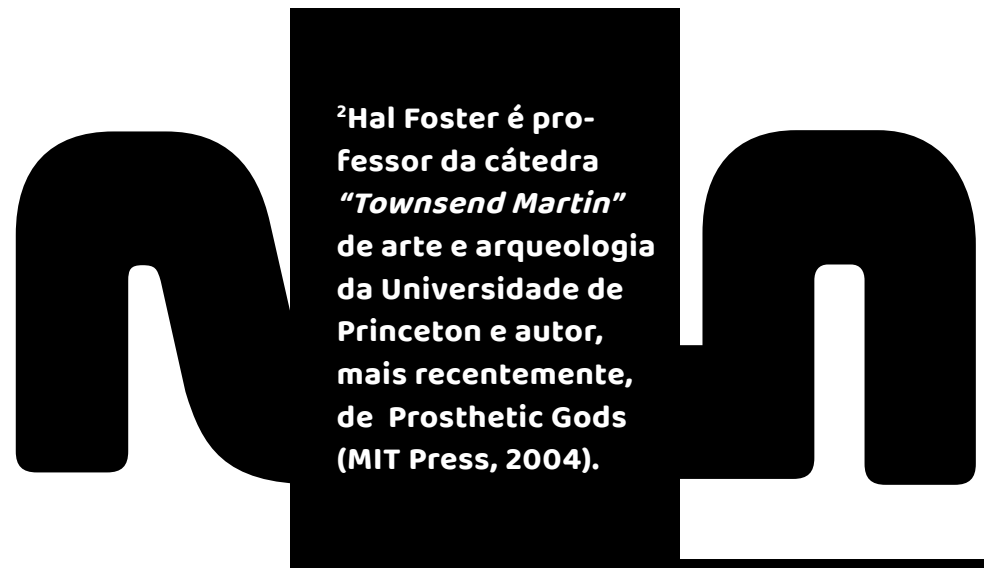 ²Hal Foster é pro-
fessor da cátedra
“Townsend Martin”
de arte e arqueologia
da Universidade de
Princeton e autor,
mais recentemente,
de  Prosthetic Gods
(MIT Press, 2004).